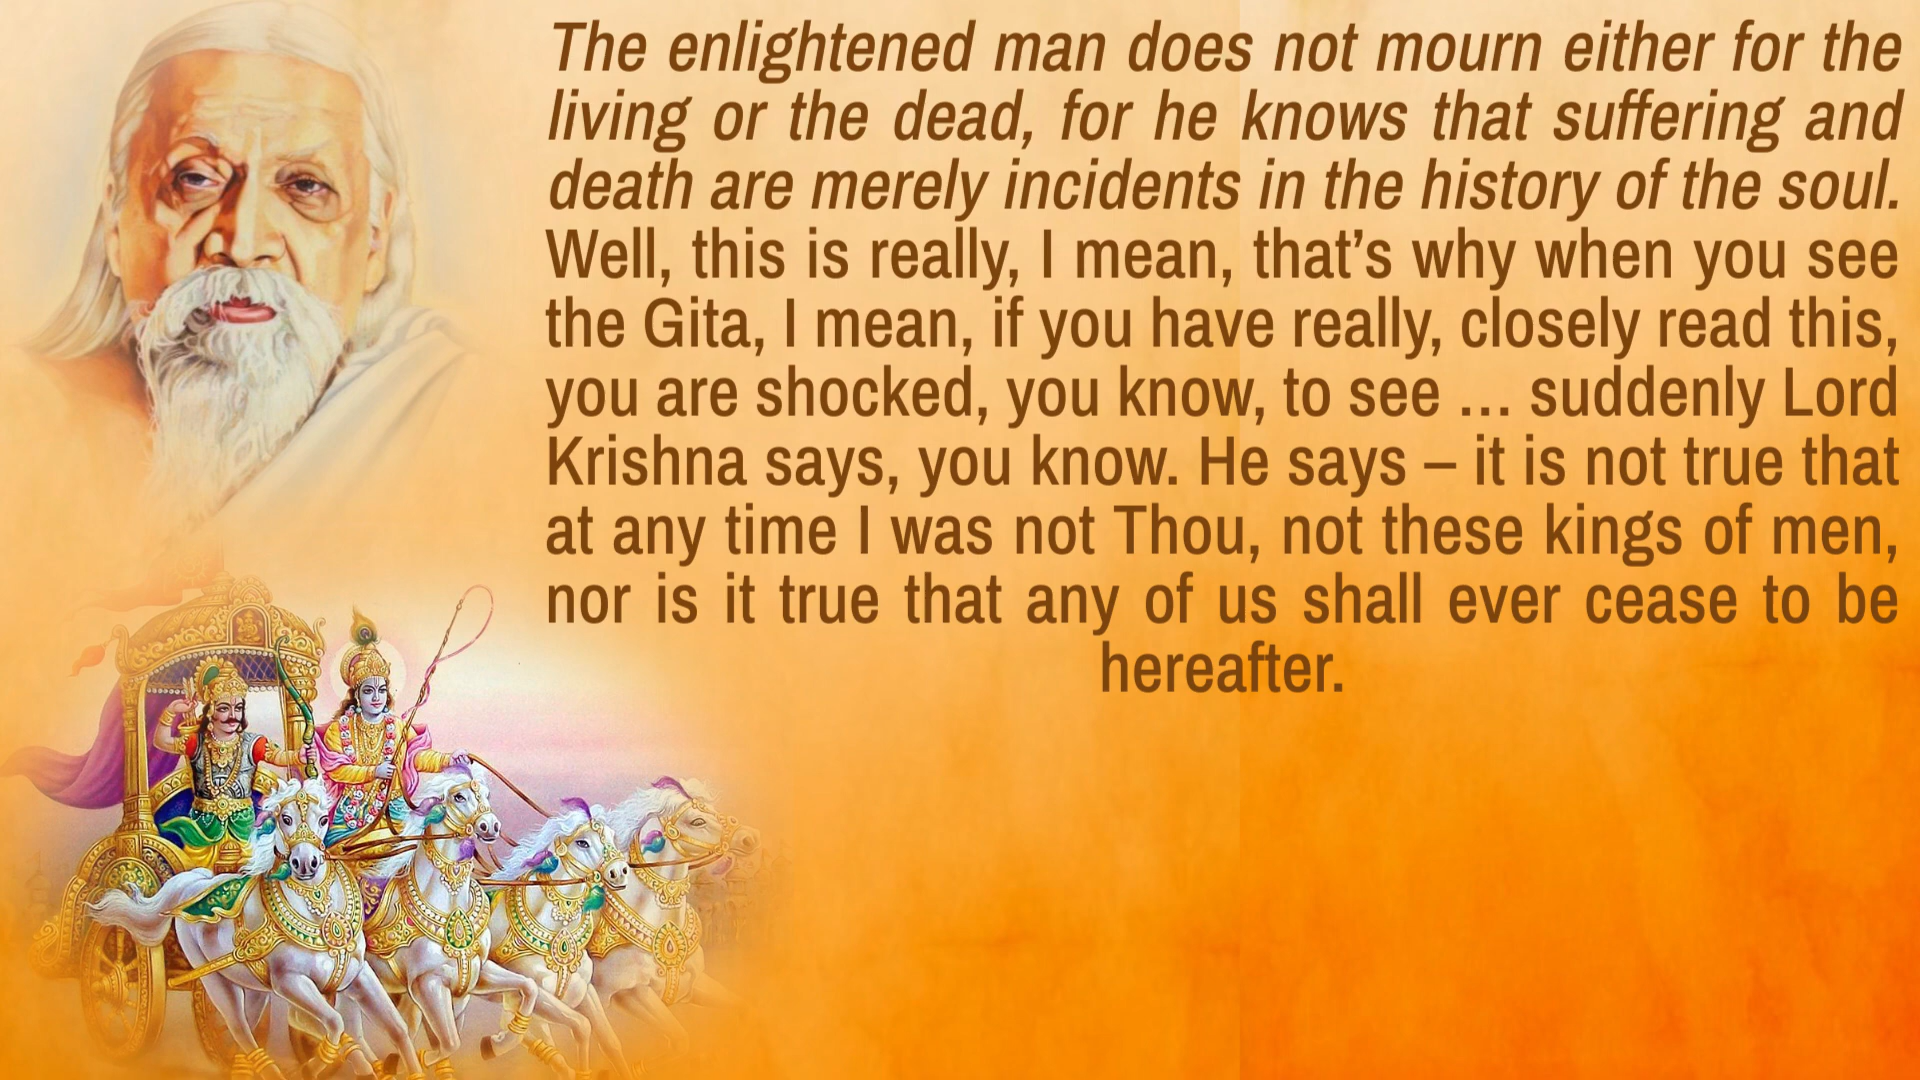 The enlightened man does not mourn either for the
living or the dead, for he knows that suffering and
death are merely incidents in the history of the soul.
Well, this is really, I mean, that’s why when you see
the Gita, I mean, if you have really, closely read this,
you are shocked, you know, to see … suddenly Lord
Krishna says, you know. He says – it is not true that
at any time I was not Thou, not these kings of men,
nor is it true that any of us shall ever cease to be
hereafter.